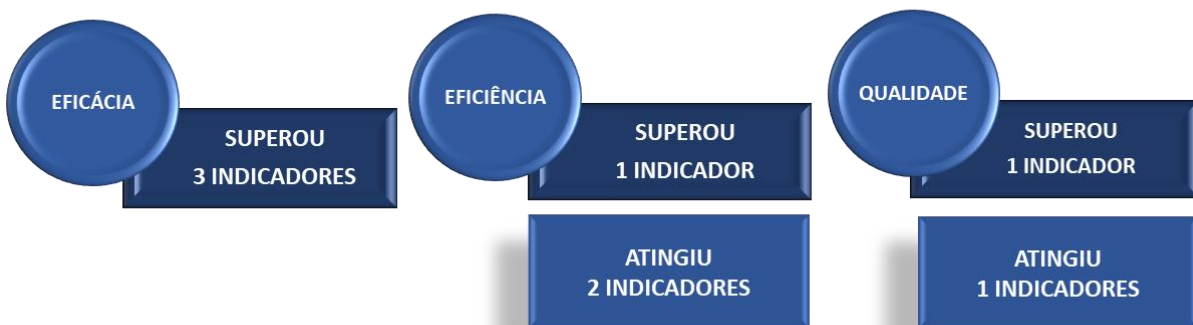 EFICÁCIA
SUPEROU
3 INDICADORES
EFICIÊNCIA
SUPEROU
1 INDICADOR
ATINGIU
2 INDICADORES
QUALIDADE
SUPEROU
1 INDICADOR
ATINGIU
1 INDICADORES